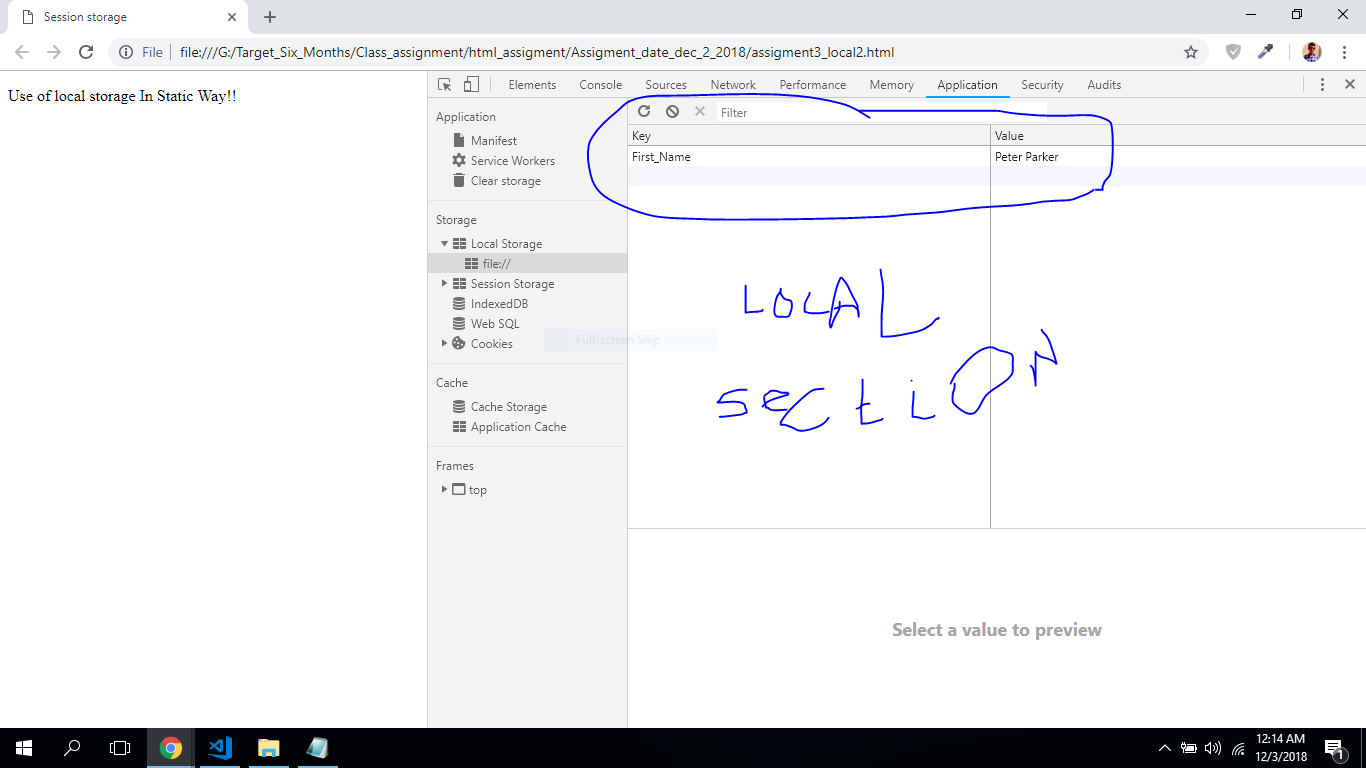 Session storage
File
file:///G:/Target_Six_Months/Class_assignment/html_assigment/Assigment_date_dec_2_2018/assigment3_local2.html
Use of local storage In Static Way!!
Elements Console Sources Network Performance Memory Application Security Audits
Filter
Application
Manifest
Service Workers
Clear storage
Storage
Local Storage
file://
Session Storage
IndexedDB
Web SQL
Cookies
Cache
Cache Storage
Application Cache
Frames
top
Key Value
First_Name Peter Parker
Full-screen Snip
LOCAL
SECtiON
Select a value to preview
12:14 AM
12/3/2018
1